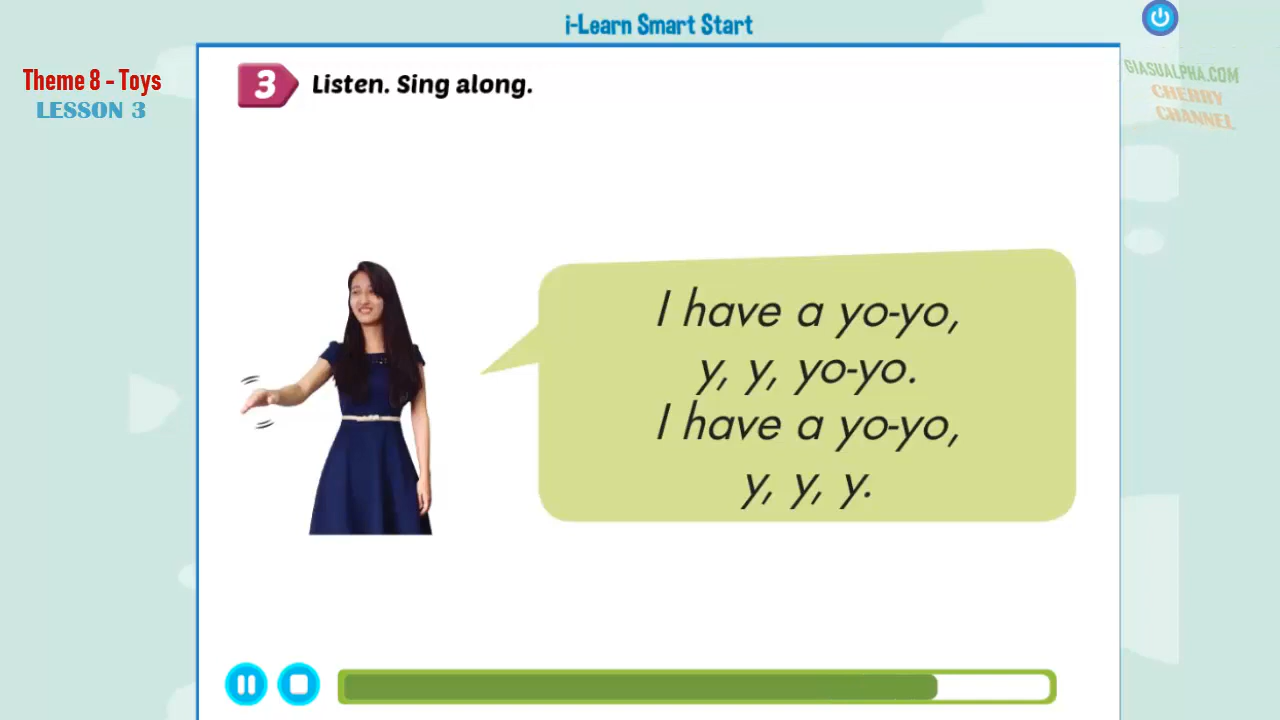 i-Learn Smart Start
Theme 8 - Toys
LESSON 3
GIASUALPHA.COM
CHERRY
CHANNEL
3 Listen. Sing along.
I have a yo-yo,
y, y, yo-yo.
I have a yo-yo,
y, y, y.